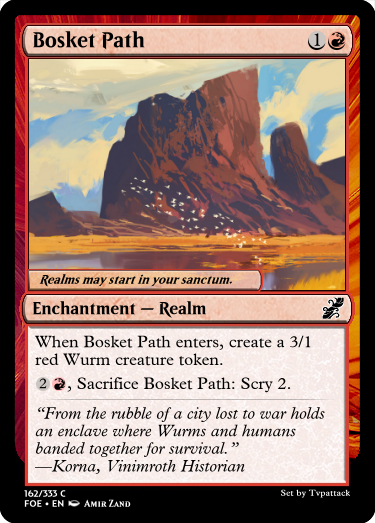 Bosket Path
1
Realms may start in your sanctum.
Enchantment — Realm
When Bosket Path enters, create a 3/1
red Wurm creature token.
2 , Sacrifice Bosket Path: Scry 2.
“From the rubble of a city lost to war holds
an enclave where Wurms and humans
banded together for survival.”
—Korna, Vinimroth Historian
162/333 C
Set by Tvpattack
FOE • EN Amir Zand